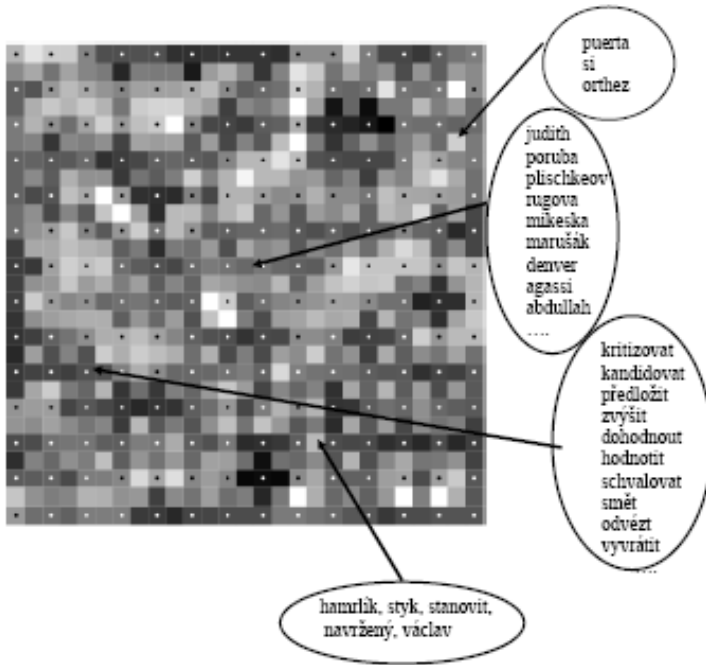 puerta
si
orthez
judith
poruba
plischkeov
rugova
mikeska
marušák
denver
agassi
abdullah
....
kritizovat
kandidovat
předložit
zvýšit
dohodnout
hodnotit
schvalovat
smět
odvézt
vyvrátit
.....
hamrlík, styk, stanovit,
navržený, václav